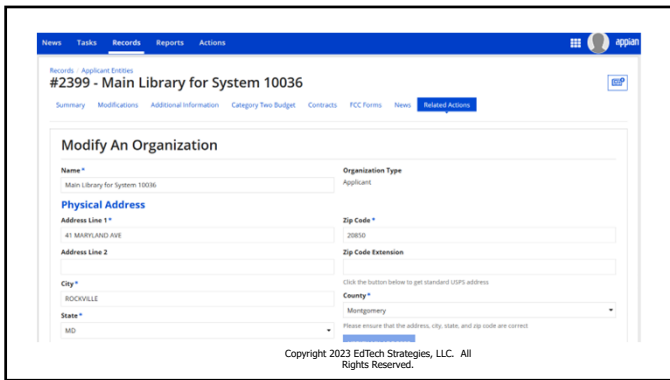 News Tasks Records Reports Actions
appian
Records / Applicant Entities
#2399 - Main Library for System 10036
Summary Modifications Additional Information Category Two Budget Contracts FCC Forms News Related Actions
Modify An Organization
Name *
Main Library for System 10036
Organization Type
Applicant
Physical Address
Address Line 1 *
41 MARYLAND AVE
Address Line 2
City *
ROCKVILLE
State *
MD
Zip Code *
20850
Zip Code Extension
Click the button below to get standard USPS address
County *
Montgomery
Please ensure that the address, city, state, and zip code are correct
Copyright 2023 EdTech Strategies, LLC. All
Rights Reserved.